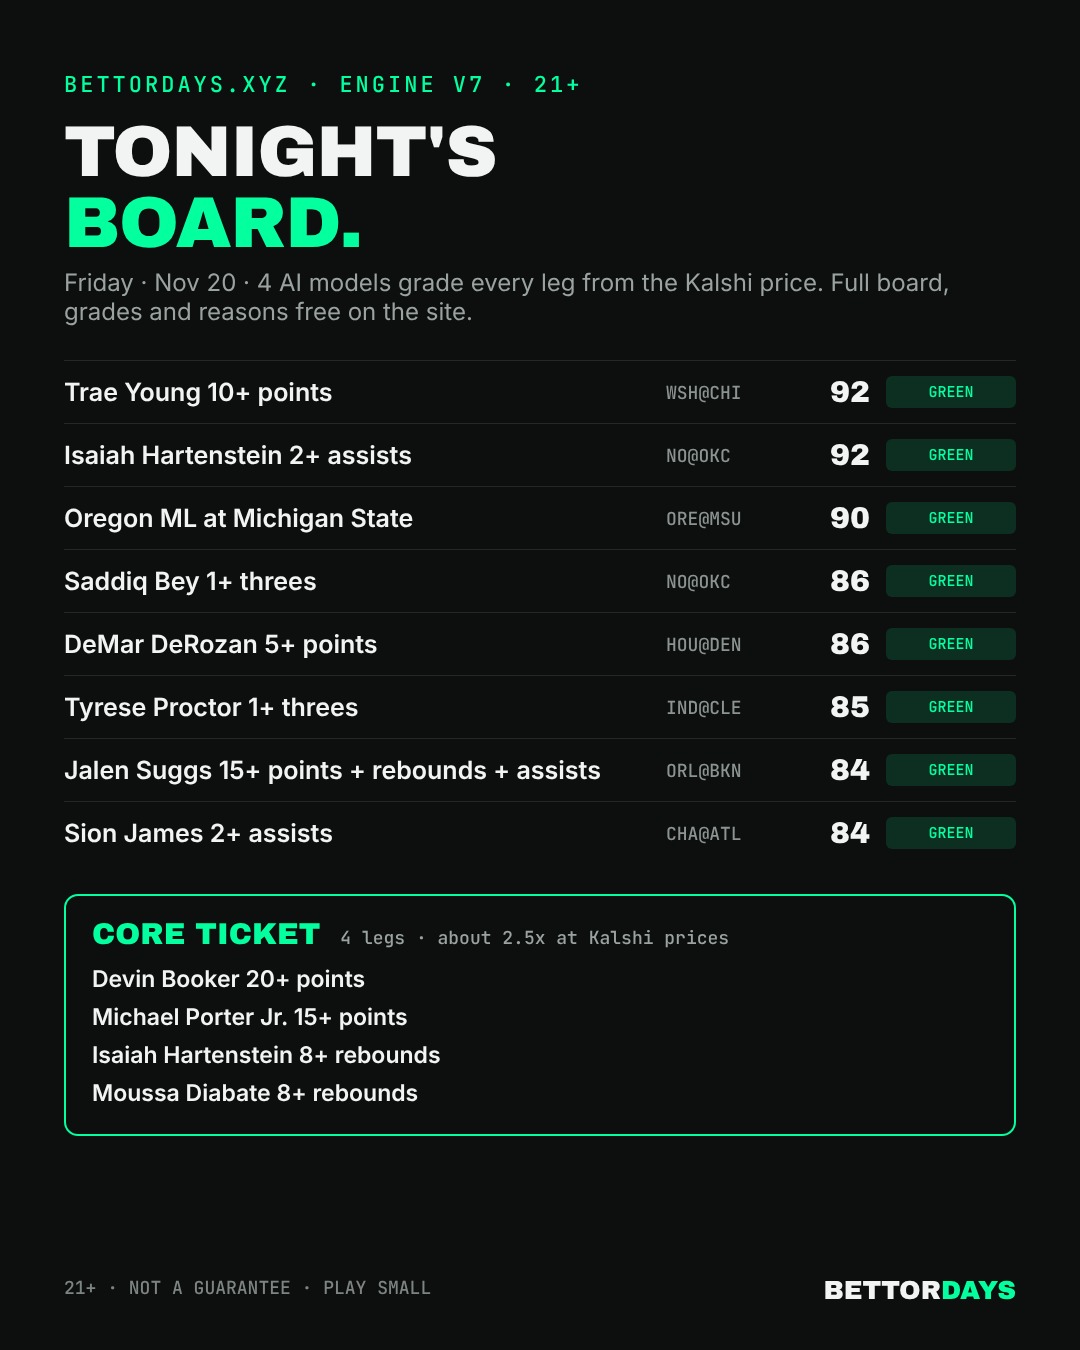 BETTORDAYS.XYZ · ENGINE V7 · 21+
TONIGHT'S
BOARD.
Friday · Nov 20 · 4 AI models grade every leg from the Kalshi price. Full board,
grades and reasons free on the site.
Trae Young 10+ points WSH@CHI 92 GREEN
Isaiah Hartenstein 2+ assists NO@OKC 92 GREEN
Oregon ML at Michigan State ORE@MSU 90 GREEN
Saddiq Bey 1+ threes NO@OKC 86 GREEN
DeMar DeRozan 5+ points HOU@DEN 86 GREEN
Tyrese Proctor 1+ threes IND@CLE 85 GREEN
Jalen Suggs 15+ points + rebounds + assists ORL@BKN 84 GREEN
Sion James 2+ assists CHA@ATL 84 GREEN
CORE TICKET 4 legs · about 2.5x at Kalshi prices
Devin Booker 20+ points
Michael Porter Jr. 15+ points
Isaiah Hartenstein 8+ rebounds
Moussa Diabate 8+ rebounds
21+ · NOT A GUARANTEE · PLAY SMALL BETTORDAYS